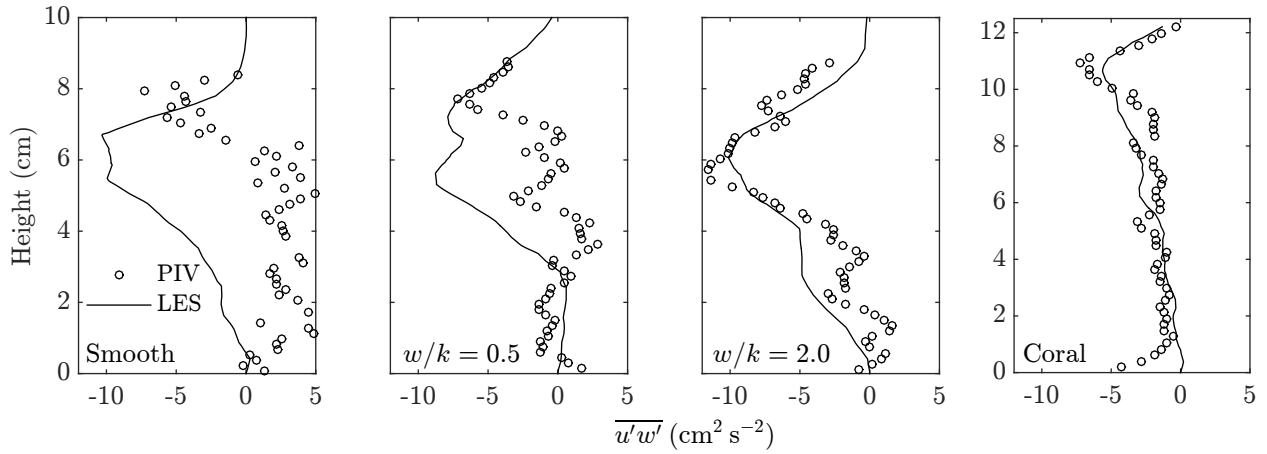 10
8
6
4
2
0
Height (cm)
PIV
LES
Smooth
-10 -5 0 5
w/k = 0.5
-10 -5 0 5
w/k = 2.0
-10 -5 0 5
12
10
8
6
4
2
0
Coral
-10 -5 0 5
u′w′ (cm² s⁻²)